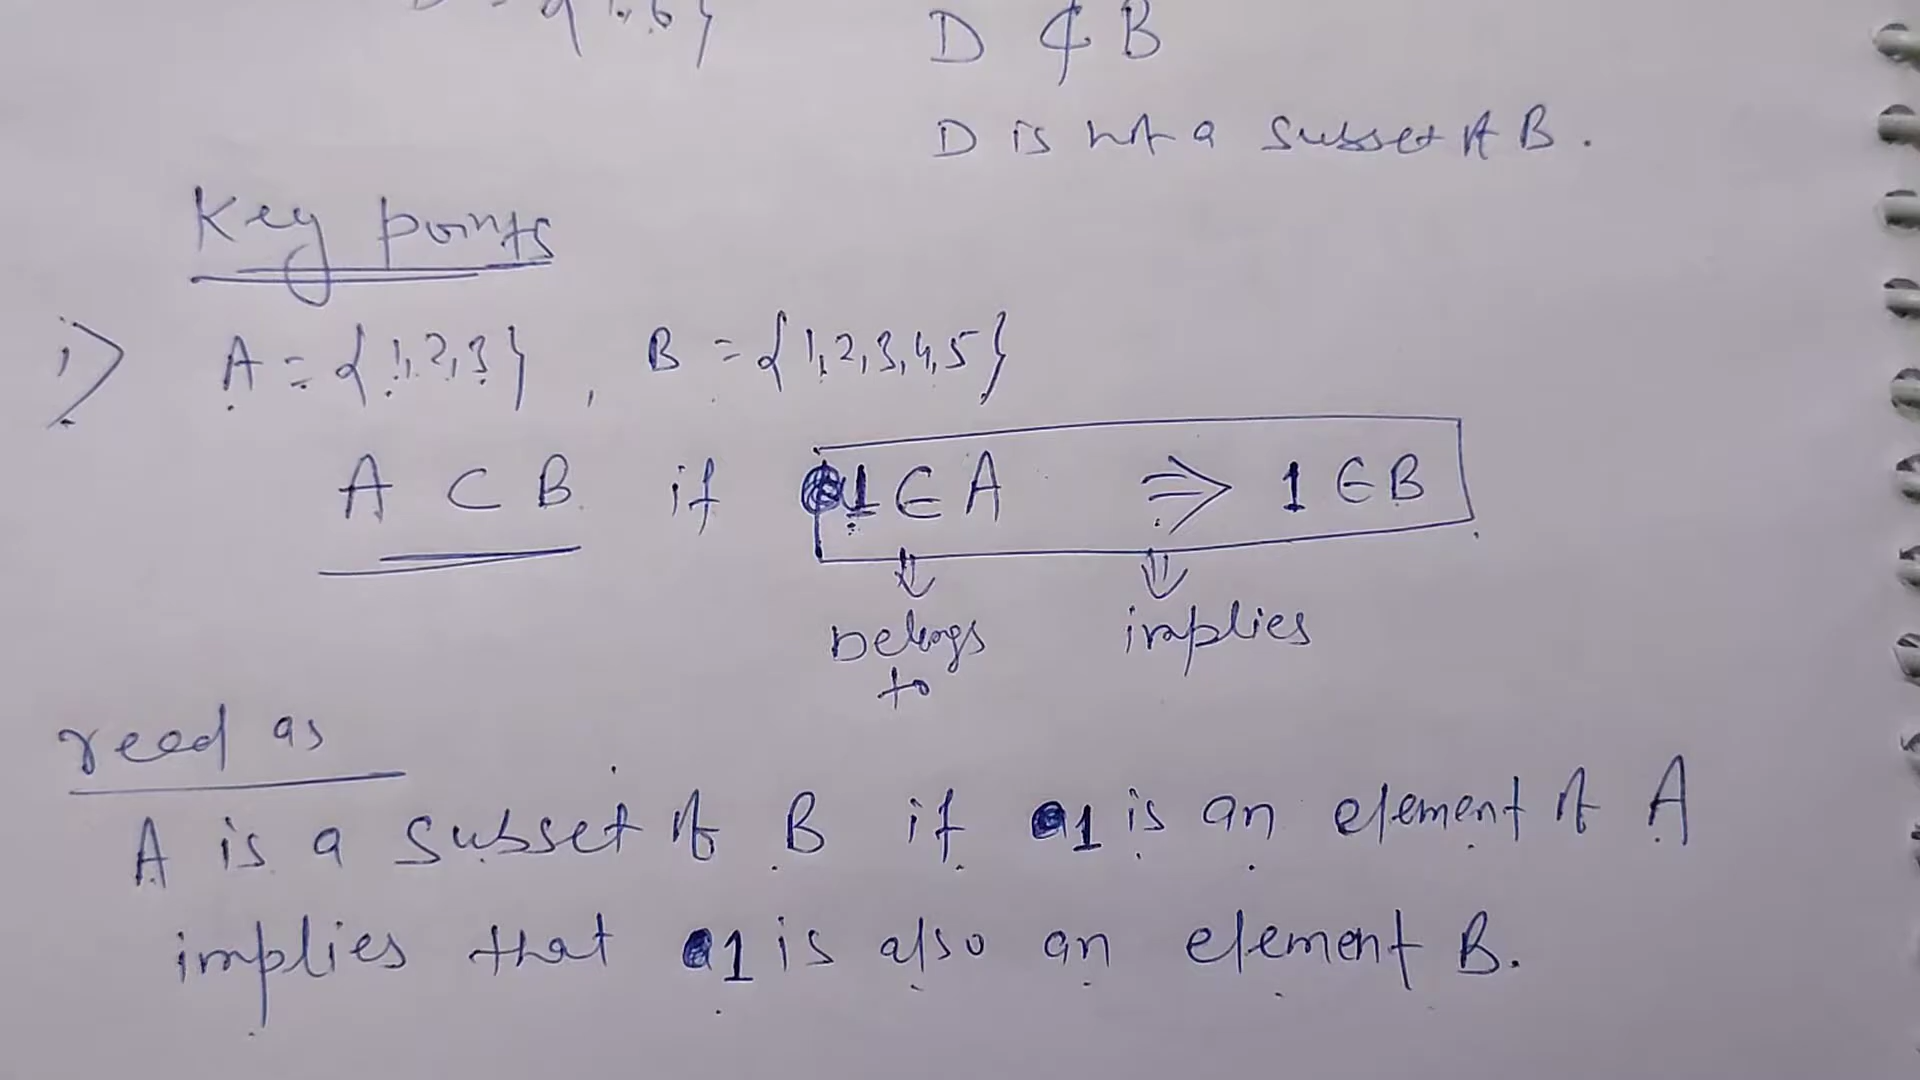 D ⊄ B
D is not a subset of B.
Key points
i) A = {1,2,3}, B = {1,2,3,4,5}
A ⊂ B if 1 ∈ A ⇒ 1 ∈ B
belongs to implies
read as
A is a subset of B if 1 is an element of A
implies that 1 is also an element B.